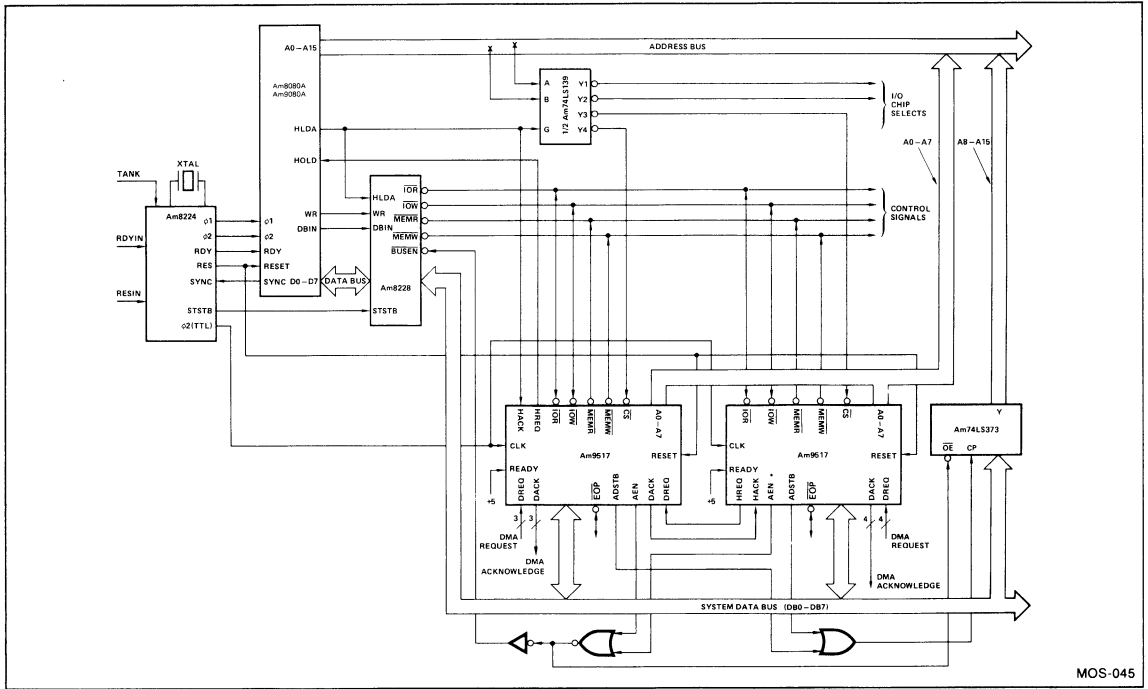 A0–A15
ADDRESS BUS
Am8080A
Am9080A
HLDA
HOLD
WR
DBIN
φ1
φ2
RDY
RESET
SYNC
D0–D7
DATA BUS
X
X
A
B
G
1/2 Am74LS139
Y1
Y2
Y3
Y4
I/O
CHIP
SELECTS
A0–A7
A8–A15
TANK
XTAL
Am8224
RDYIN
RESIN
φ1
φ2
RDY
RES
SYNC
STSTB
φ2(TTL)
HLDA
WR
DBIN
STSTB
Am8228
IOR
IOW
MEMR
MEMW
BUSEN
CONTROL
SIGNALS
HACK
HREQ
IOR
IOW
MEMR
MEMW
CS
A0–A7
CLK
Am9517
RESET
READY
+5
DREQ
DACK
EOP
ADSTB
AEN
DACK
DREQ
3
3
DMA
REQUEST
DMA
ACKNOWLEDGE
IOR
IOW
MEMR
MEMW
CS
A0–A7
CLK
Am9517
RESET
READY
+5
HREQ
HACK
AEN *
ADSTB
EOP
DACK
DREQ
4
4
DMA
REQUEST
DMA
ACKNOWLEDGE
Y
Am74LS373
OE
CP
SYSTEM DATA BUS (DB0–DB7)
MOS-045